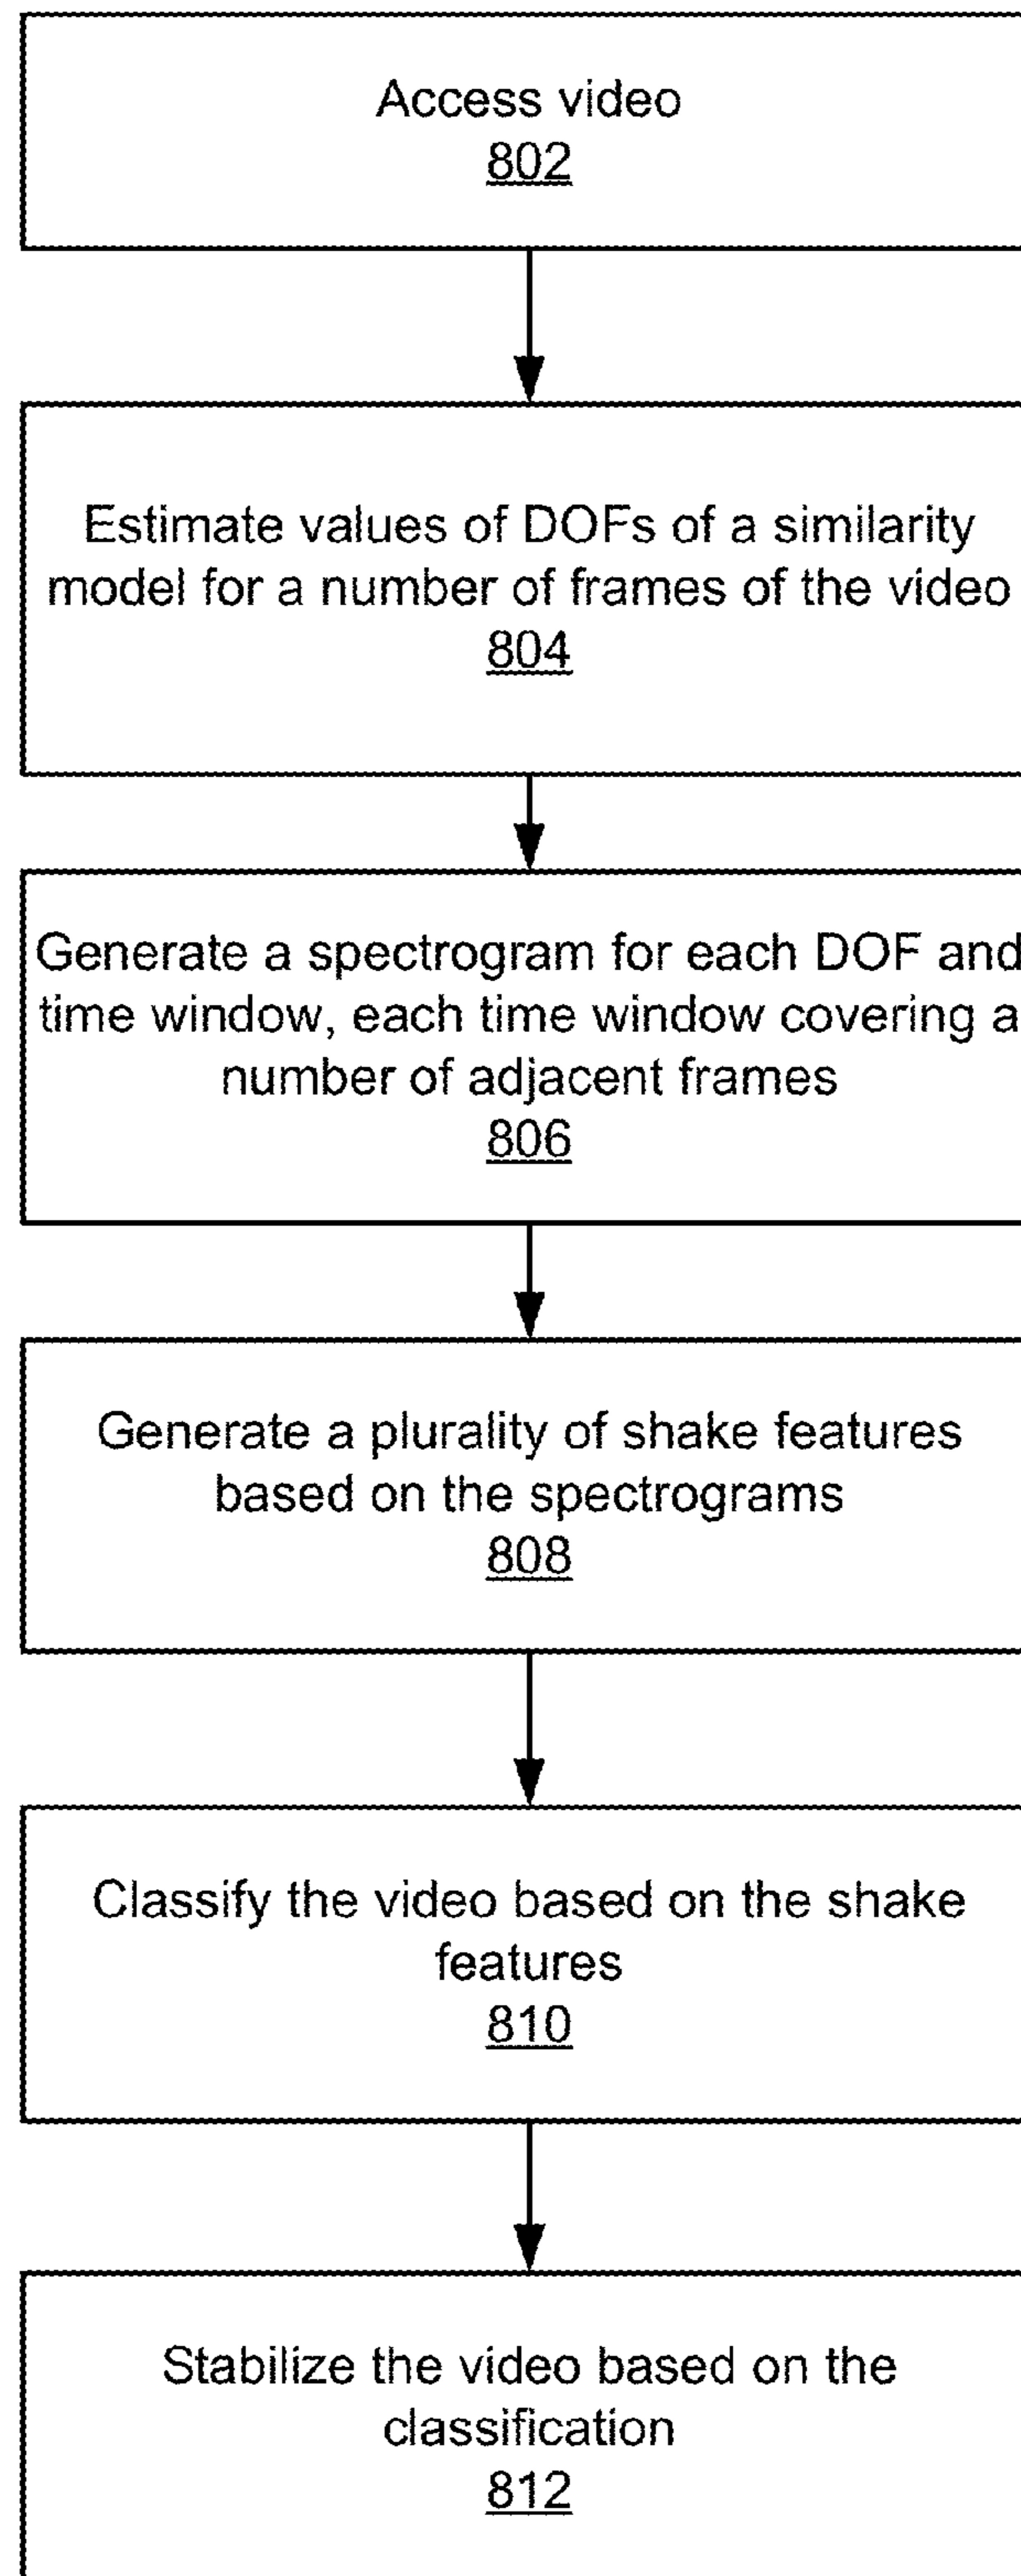 Access video
802
Estimate values of DOFs of a similarity
model for a number of frames of the video
804
Generate a spectrogram for each DOF and
time window, each time window covering a
number of adjacent frames
806
Generate a plurality of shake features
based on the spectrograms
808
Classify the video based on the shake
features
810
Stabilize the video based on the
classification
812